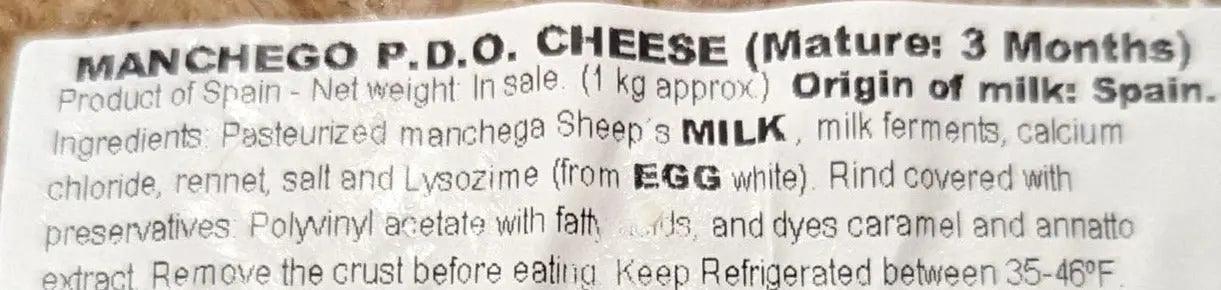 MANCHEGO P.D.O. CHEESE (Mature: 3 Months)
Product of Spain - Net weight: In sale. (1 kg approx.) Origin of milk: Spain.
Ingredients: Pasteurized manchega Sheep's MILK, milk ferments, calcium
chloride, rennet, salt and Lysozime (from EGG white). Rind covered with
preservatives: Polyvinyl acetate with and dyes caramel and annatto
extract. Remove the crust before eating. Keep Refrigerated between 35-46ºF.